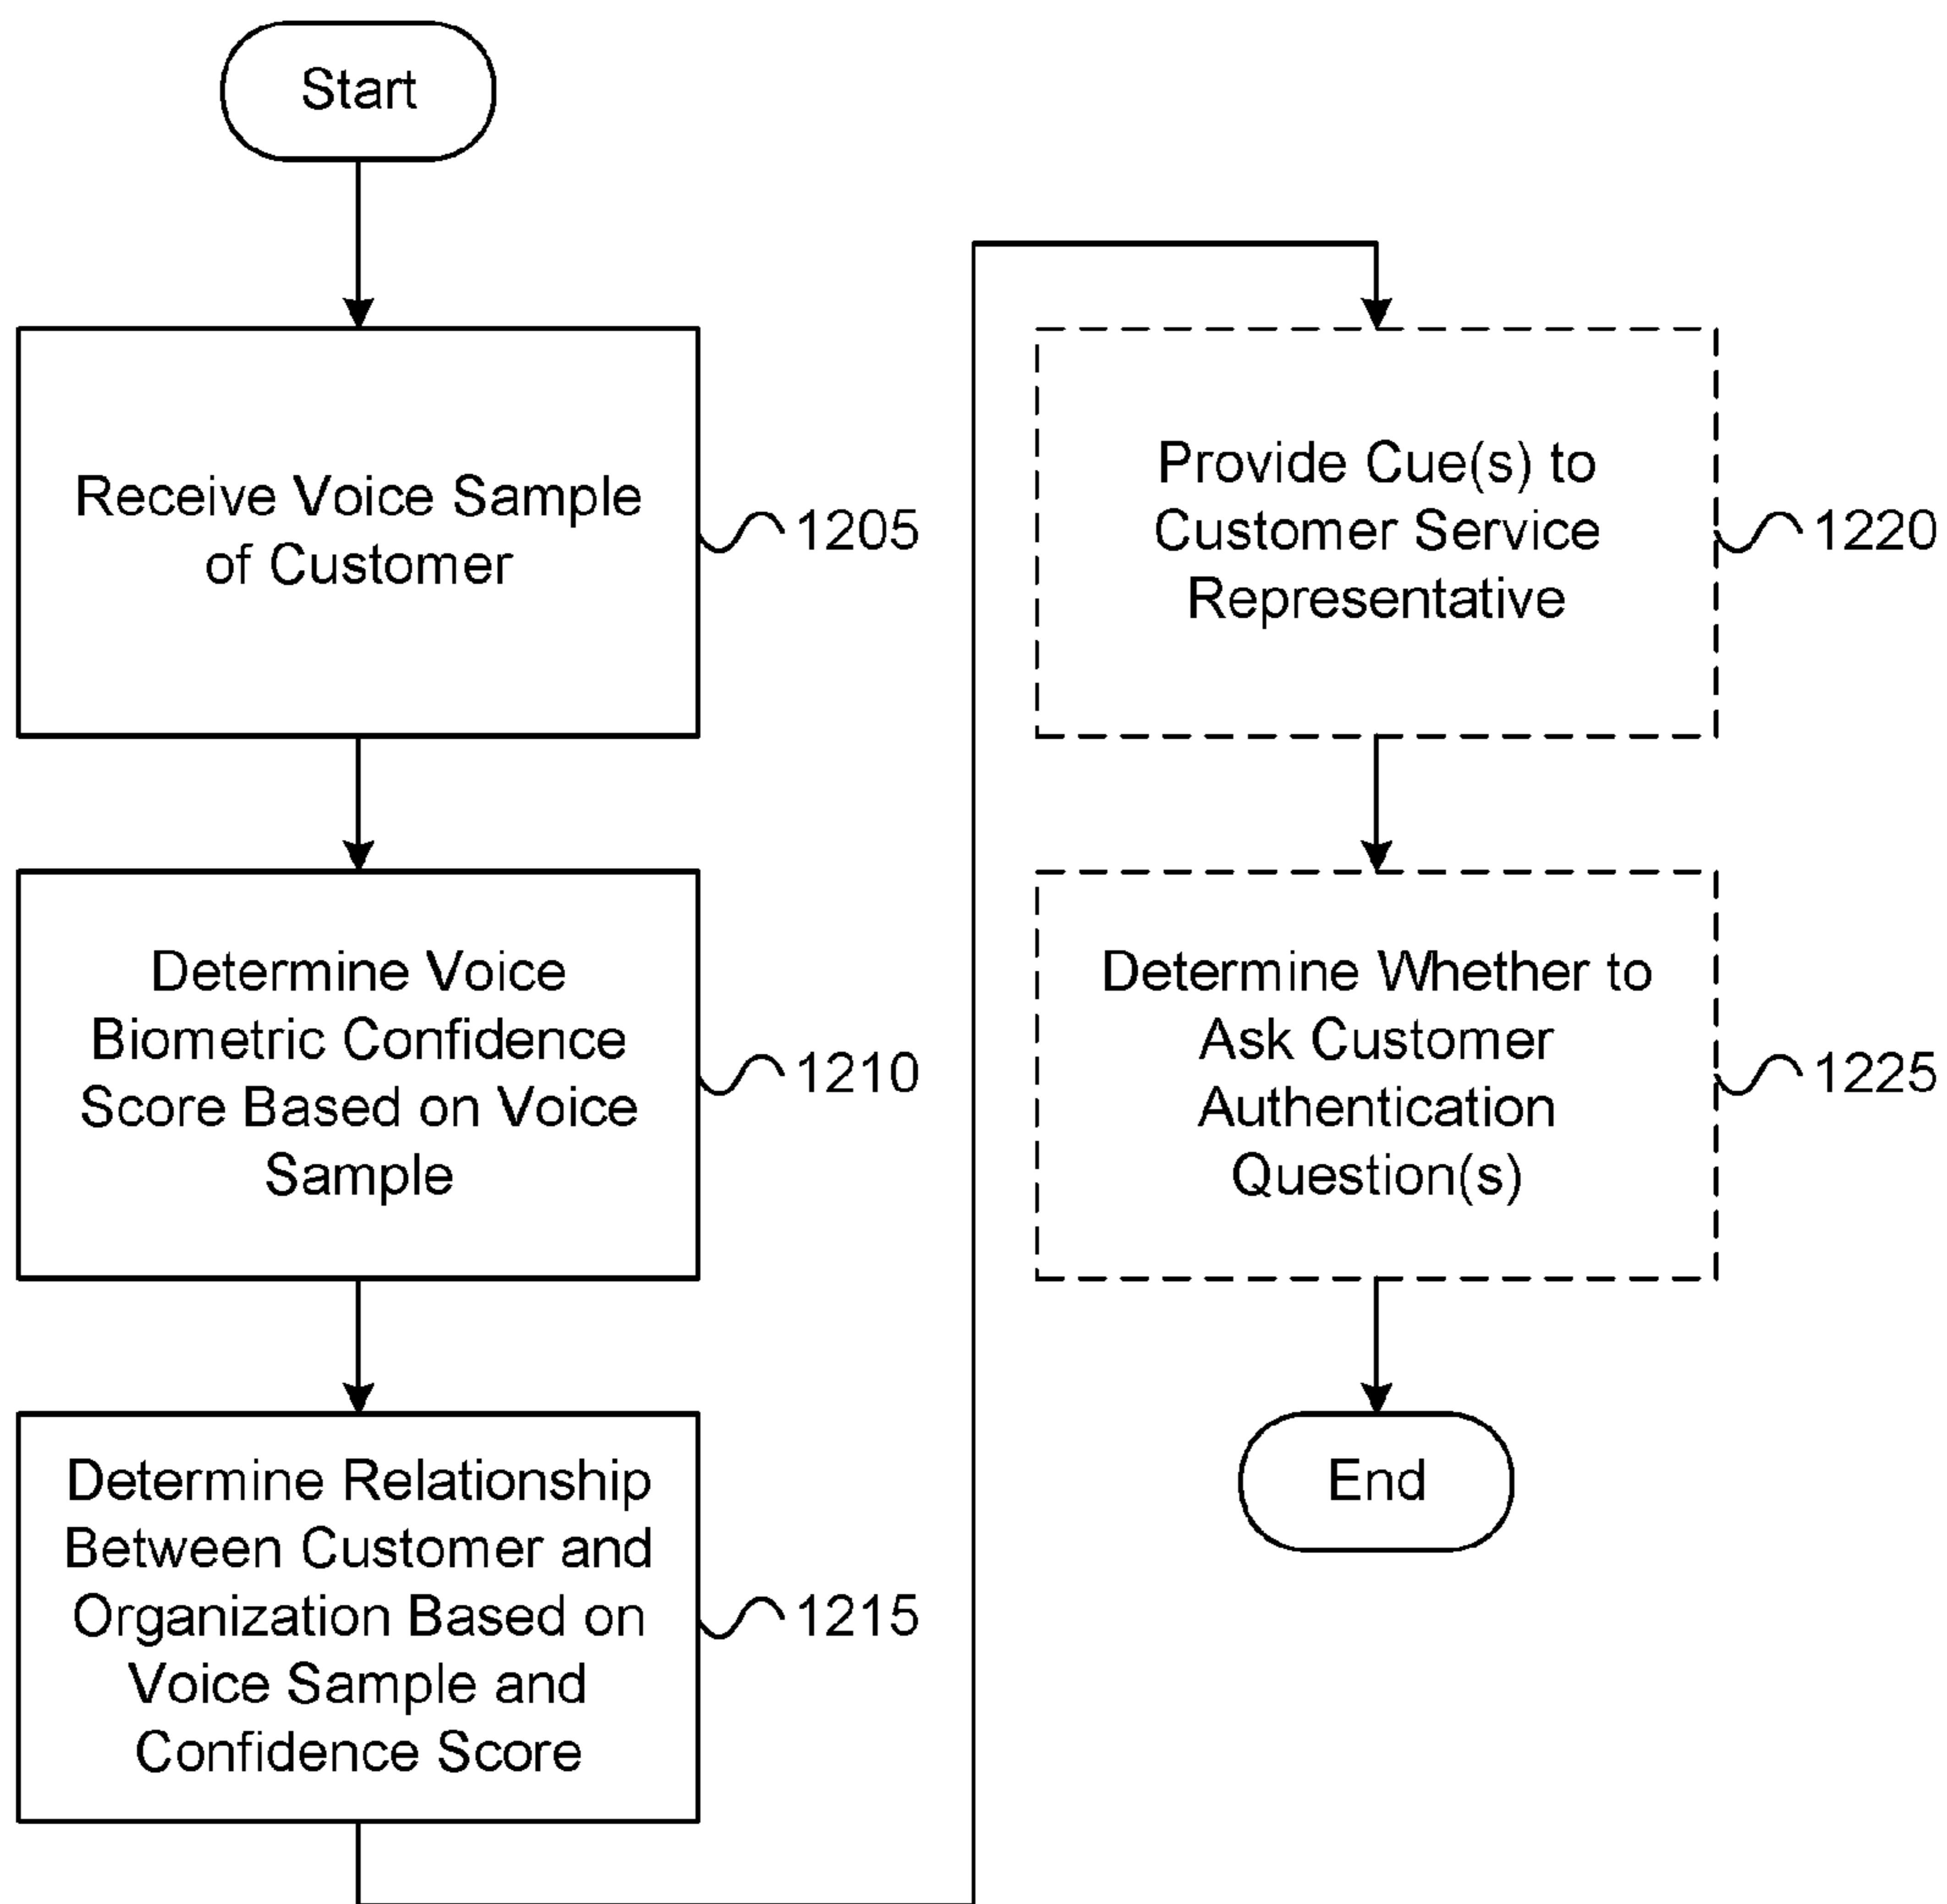 Start
Receive Voice Sample
of Customer
1205
Determine Voice
Biometric Confidence
Score Based on Voice
Sample
1210
Determine Relationship
Between Customer and
Organization Based on
Voice Sample and
Confidence Score
1215
Provide Cue(s) to
Customer Service
Representative
1220
Determine Whether to
Ask Customer
Authentication
Question(s)
1225
End